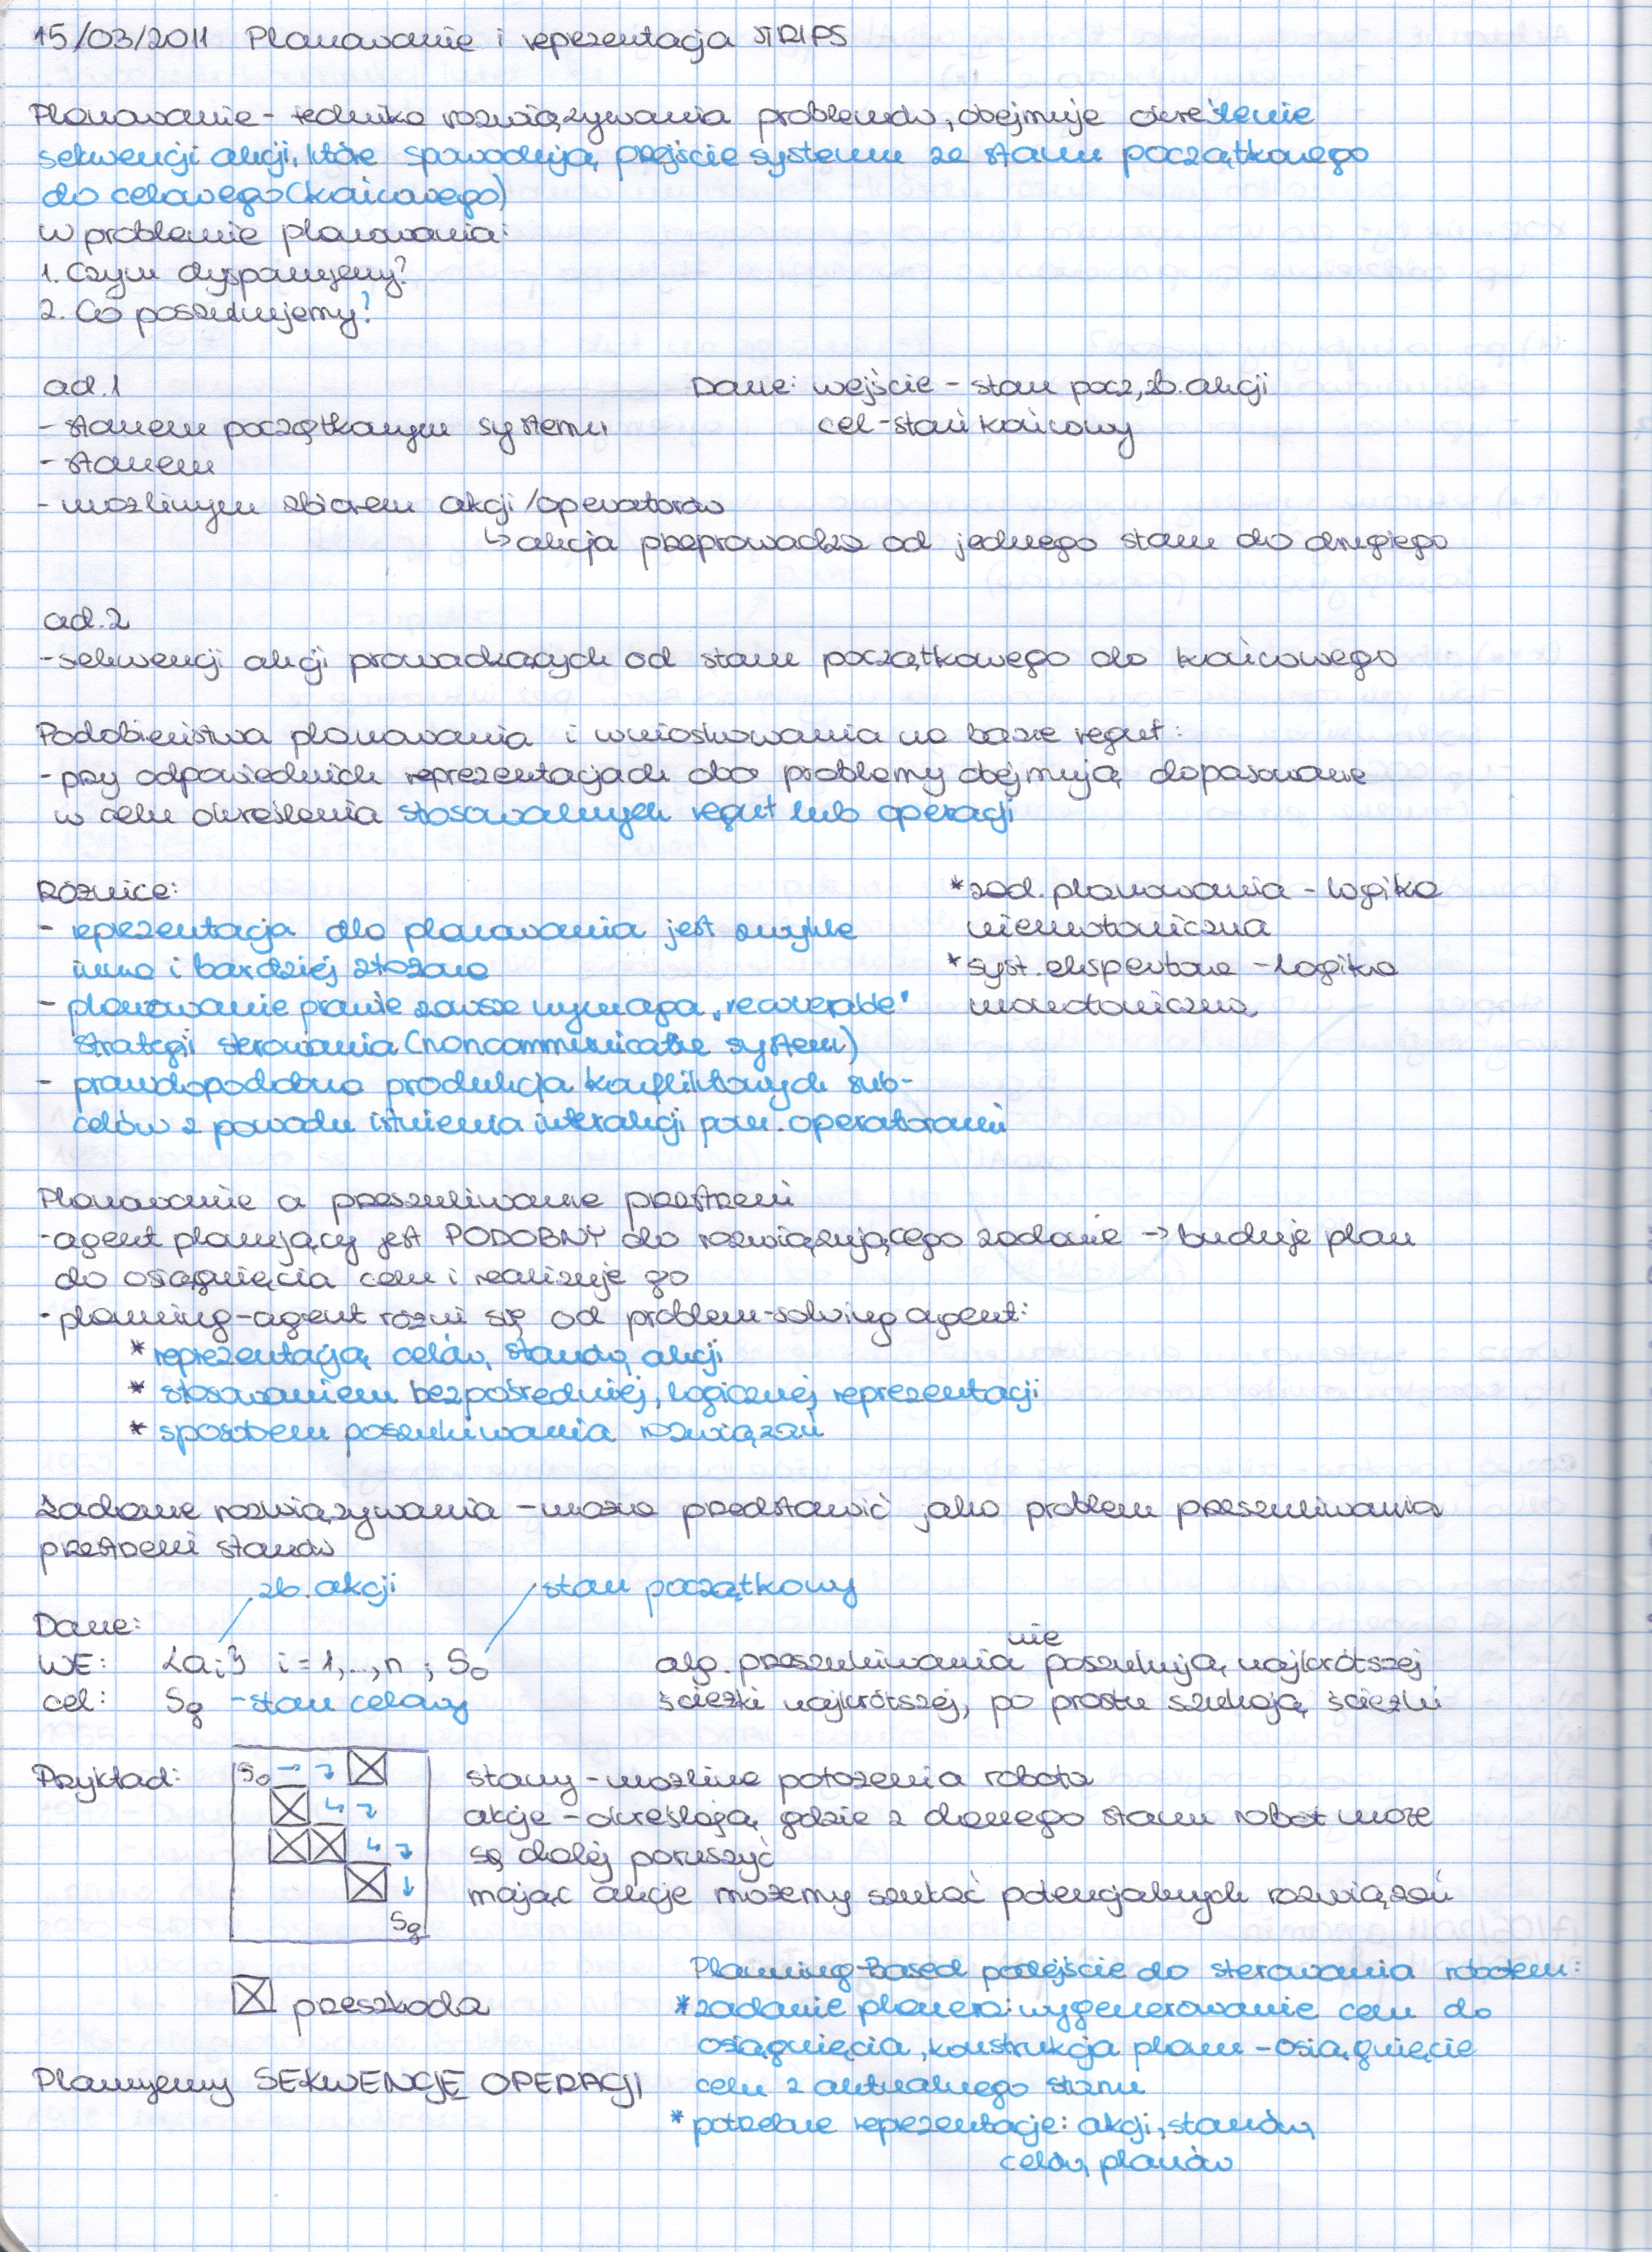 15/03/2011 Planowanie i reprezentacja STRIPS
Planowanie - technika rozwiązywania problemów, obejmuje określenie
sekwencji akcji, które spowodują przejście systemu ze stanu początkowego
do celowego (końcowego)
W problemie planowania:
1. Czym dysponujemy?
2. Co poszukujemy?
ad.1
- stanem początkowym systemu
- stanem
- możliwym zbiorem akcji /operatorów
↳ akcja przeprowadza od jednego stanu do drugiego
Dane: wejście - stan pocz, zb. akcji
cel - stan końcowy
ad.2
- sekwencji akcji prowadzących od stanu początkowego do końcowego
Podobieństwa planowania i wnioskowania na bazie reguł:
- przy odpowiednich reprezentacjach oba problemy obejmują dopasowanie
w celu określenia stosowalnych reguł lub operacji
Różnice:
- reprezentacja dla planowania jest zwykle
inna i bardziej złożona
- planowanie prawie zawsze wymaga „recoverable"
strategii sterowania (noncommunicative system)
- prawdopodobna produkcja konfliktowych sub-
celów z powodu istnienia interakcji pom. operatorami
* zad. planowania - logika
niemotoniczna
* syst. ekspertowe - logika
monotoniczna
Planowanie a przeszukiwanie przestrzeni
- agent planujący jest PODOBNY do rozwiązującego zadanie → buduje plan
do osiągnięcia celu i realizuje go
- planning-agent różni się od problem-solving agent:
* reprezentacją celów, stanów, akcji
* stosowaniem bezpośredniej, logicznej reprezentacji
* sposobem poszukiwania rozwiązań
Zadanie rozwiązywania - można przedstawić jako problem przeszukiwania
przestrzeni stanów
zb. akcji
stan początkowy
Dane:
WE: {ai} i = 1,..,n ; S0
cel: Sg - stan celowy
nie
alg. przeszukiwania poszukują najkrótszej
ścieżki najkrótszej, po prostu szukają ścieżki
Przykład:
S0
Sg
stany - możliwe położenia robota
akcje - określają, gdzie z danego stanu robot może
się dalej poruszyć
mając akcje możemy szukać potencjalnych rozwiązań
przeszkoda
Planujemy SEKWENCJĘ OPERACJI
Planning-Based podejście do sterowania robotem:
* zadanie planera: wygenerowanie celu do
osiągnięcia, konstrukcja planu - osiągnięcie
celu z aktualnego stanu
* potrzebne reprezentacje: akcji, stanów,
celów, planów